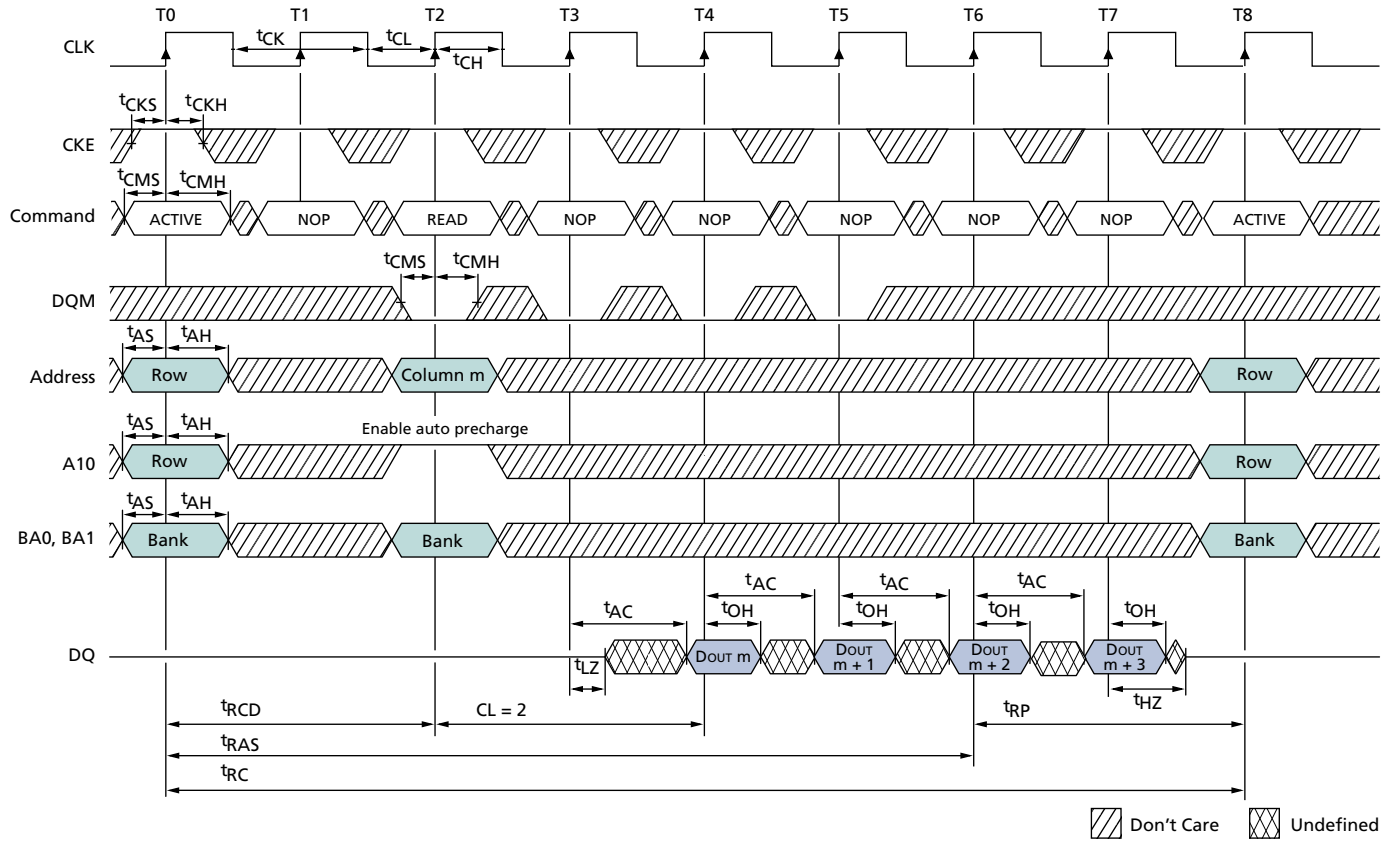 T0 T1 T2 T3 T4 T5 T6 T7 T8
CLK
tCK tCL
tCH
tCKS tCKH
CKE
tCMS tCMH
Command ACTIVE NOP READ NOP NOP NOP NOP NOP ACTIVE
tCMS tCMH
DQM
tAS tAH
Address Row Column m Row
tAS tAH Enable auto precharge
A10 Row Row
tAS tAH
BA0, BA1 Bank Bank Bank
tAC tAC tAC
tAC tOH tOH tOH tOH
DQ DOUT m DOUT m + 1 DOUT m + 2 DOUT m + 3
tLZ
tHZ
tRCD CL = 2 tRP
tRAS
tRC
Don't Care Undefined